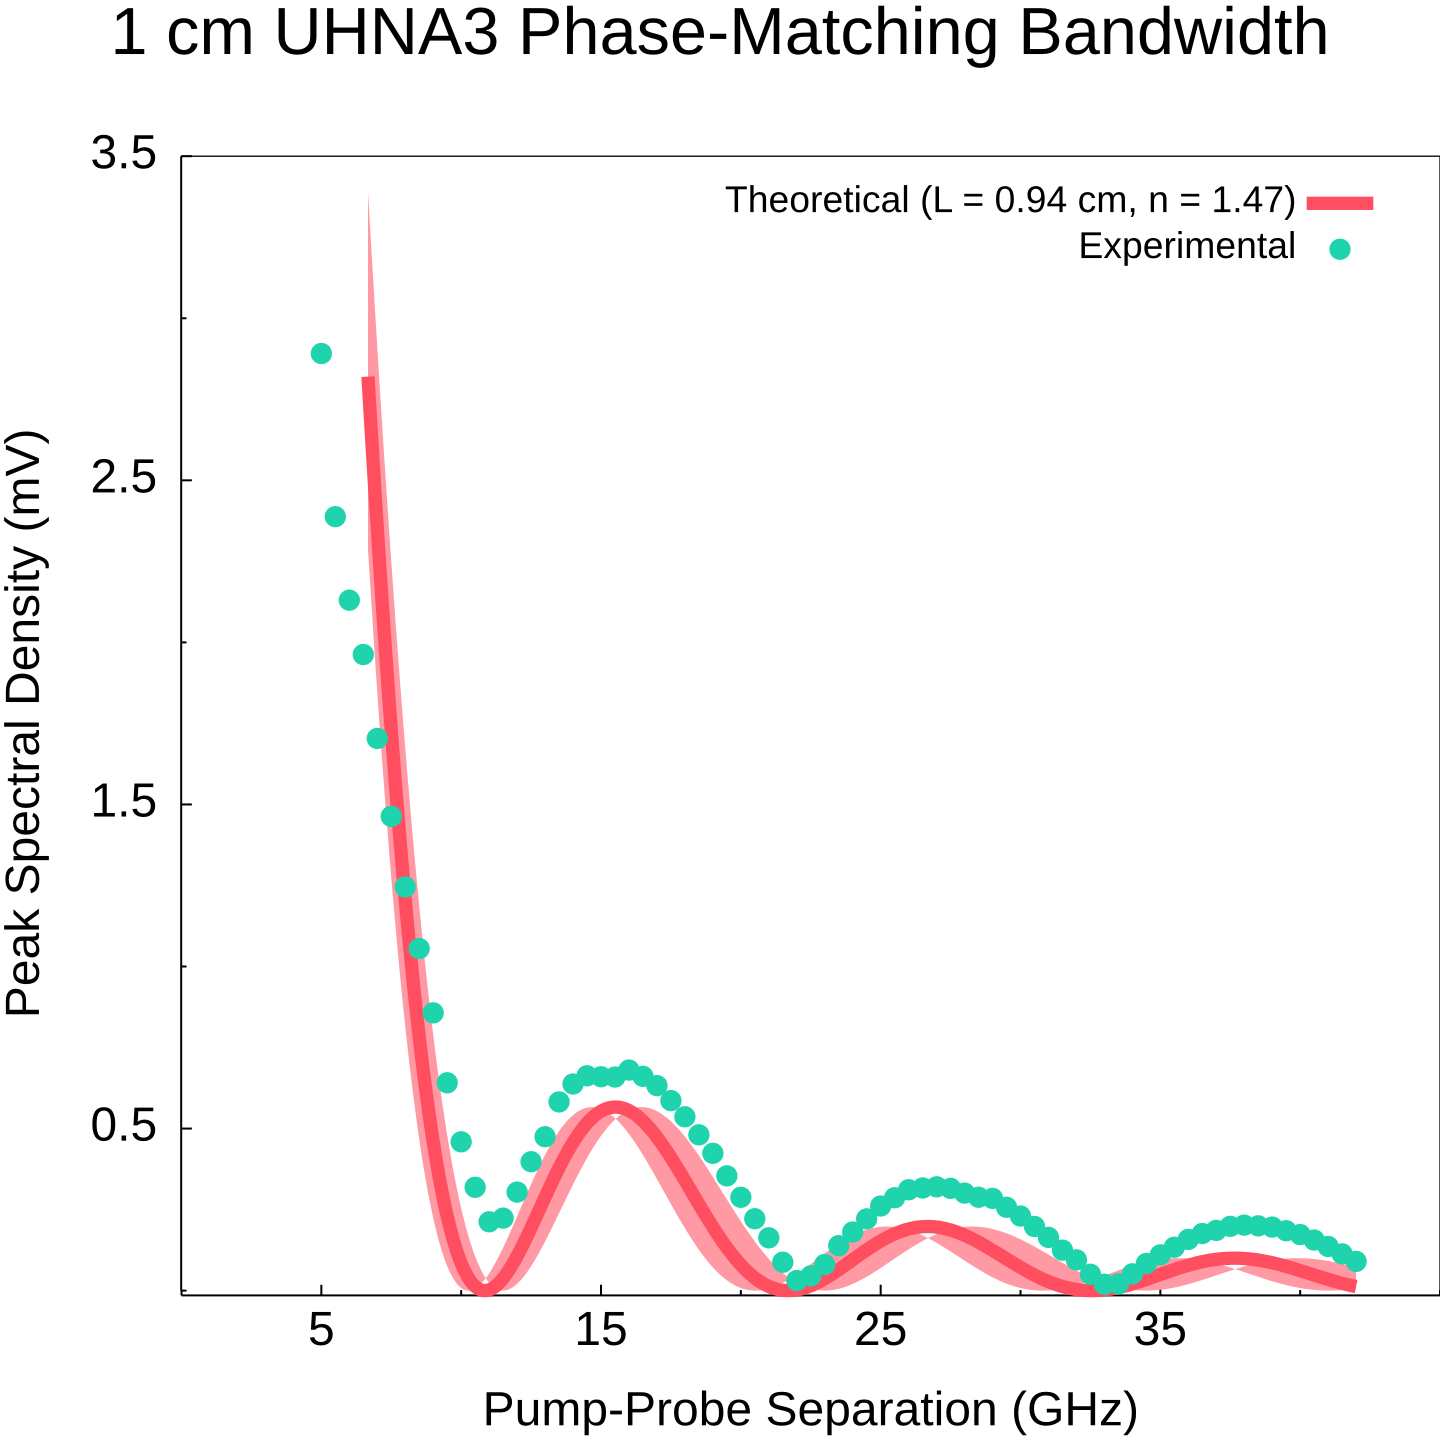 1 cm UHNA3 Phase-Matching Bandwidth
3.5
Theoretical (L = 0.94 cm, n = 1.47)
Experimental
2.5
Peak Spectral Density (mV)
1.5
0.5
5 15 25 35
Pump-Probe Separation (GHz)